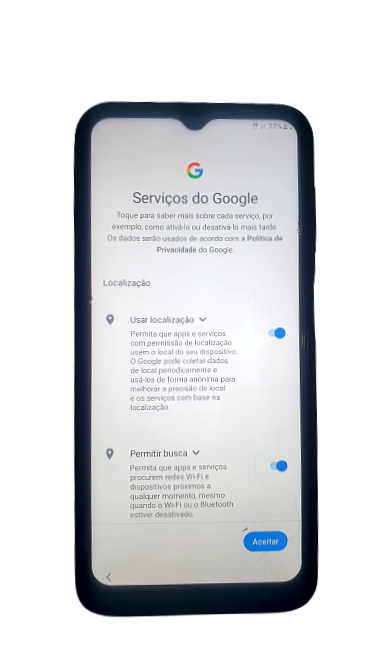 33%
Serviços do Google
Toque para saber mais sobre cada serviço, por
exemplo, como ativá-lo ou desativá-lo mais tarde.
Os dados serão usados de acordo com a Política de
Privacidade do Google.
Localização
Usar localização
Permita que apps e serviços
com permissão de localização
usem o local do seu dispositivo.
O Google pode coletar dados
de local periodicamente e
usá-los de forma anônima para
melhorar a precisão de local
e os serviços com base na
localização.
Permitir busca
Permita que apps e serviços
procurem redes Wi-Fi e
dispositivos próximos a
qualquer momento, mesmo
quando o Wi-Fi ou o Bluetooth
estiver desativado.
Aceitar